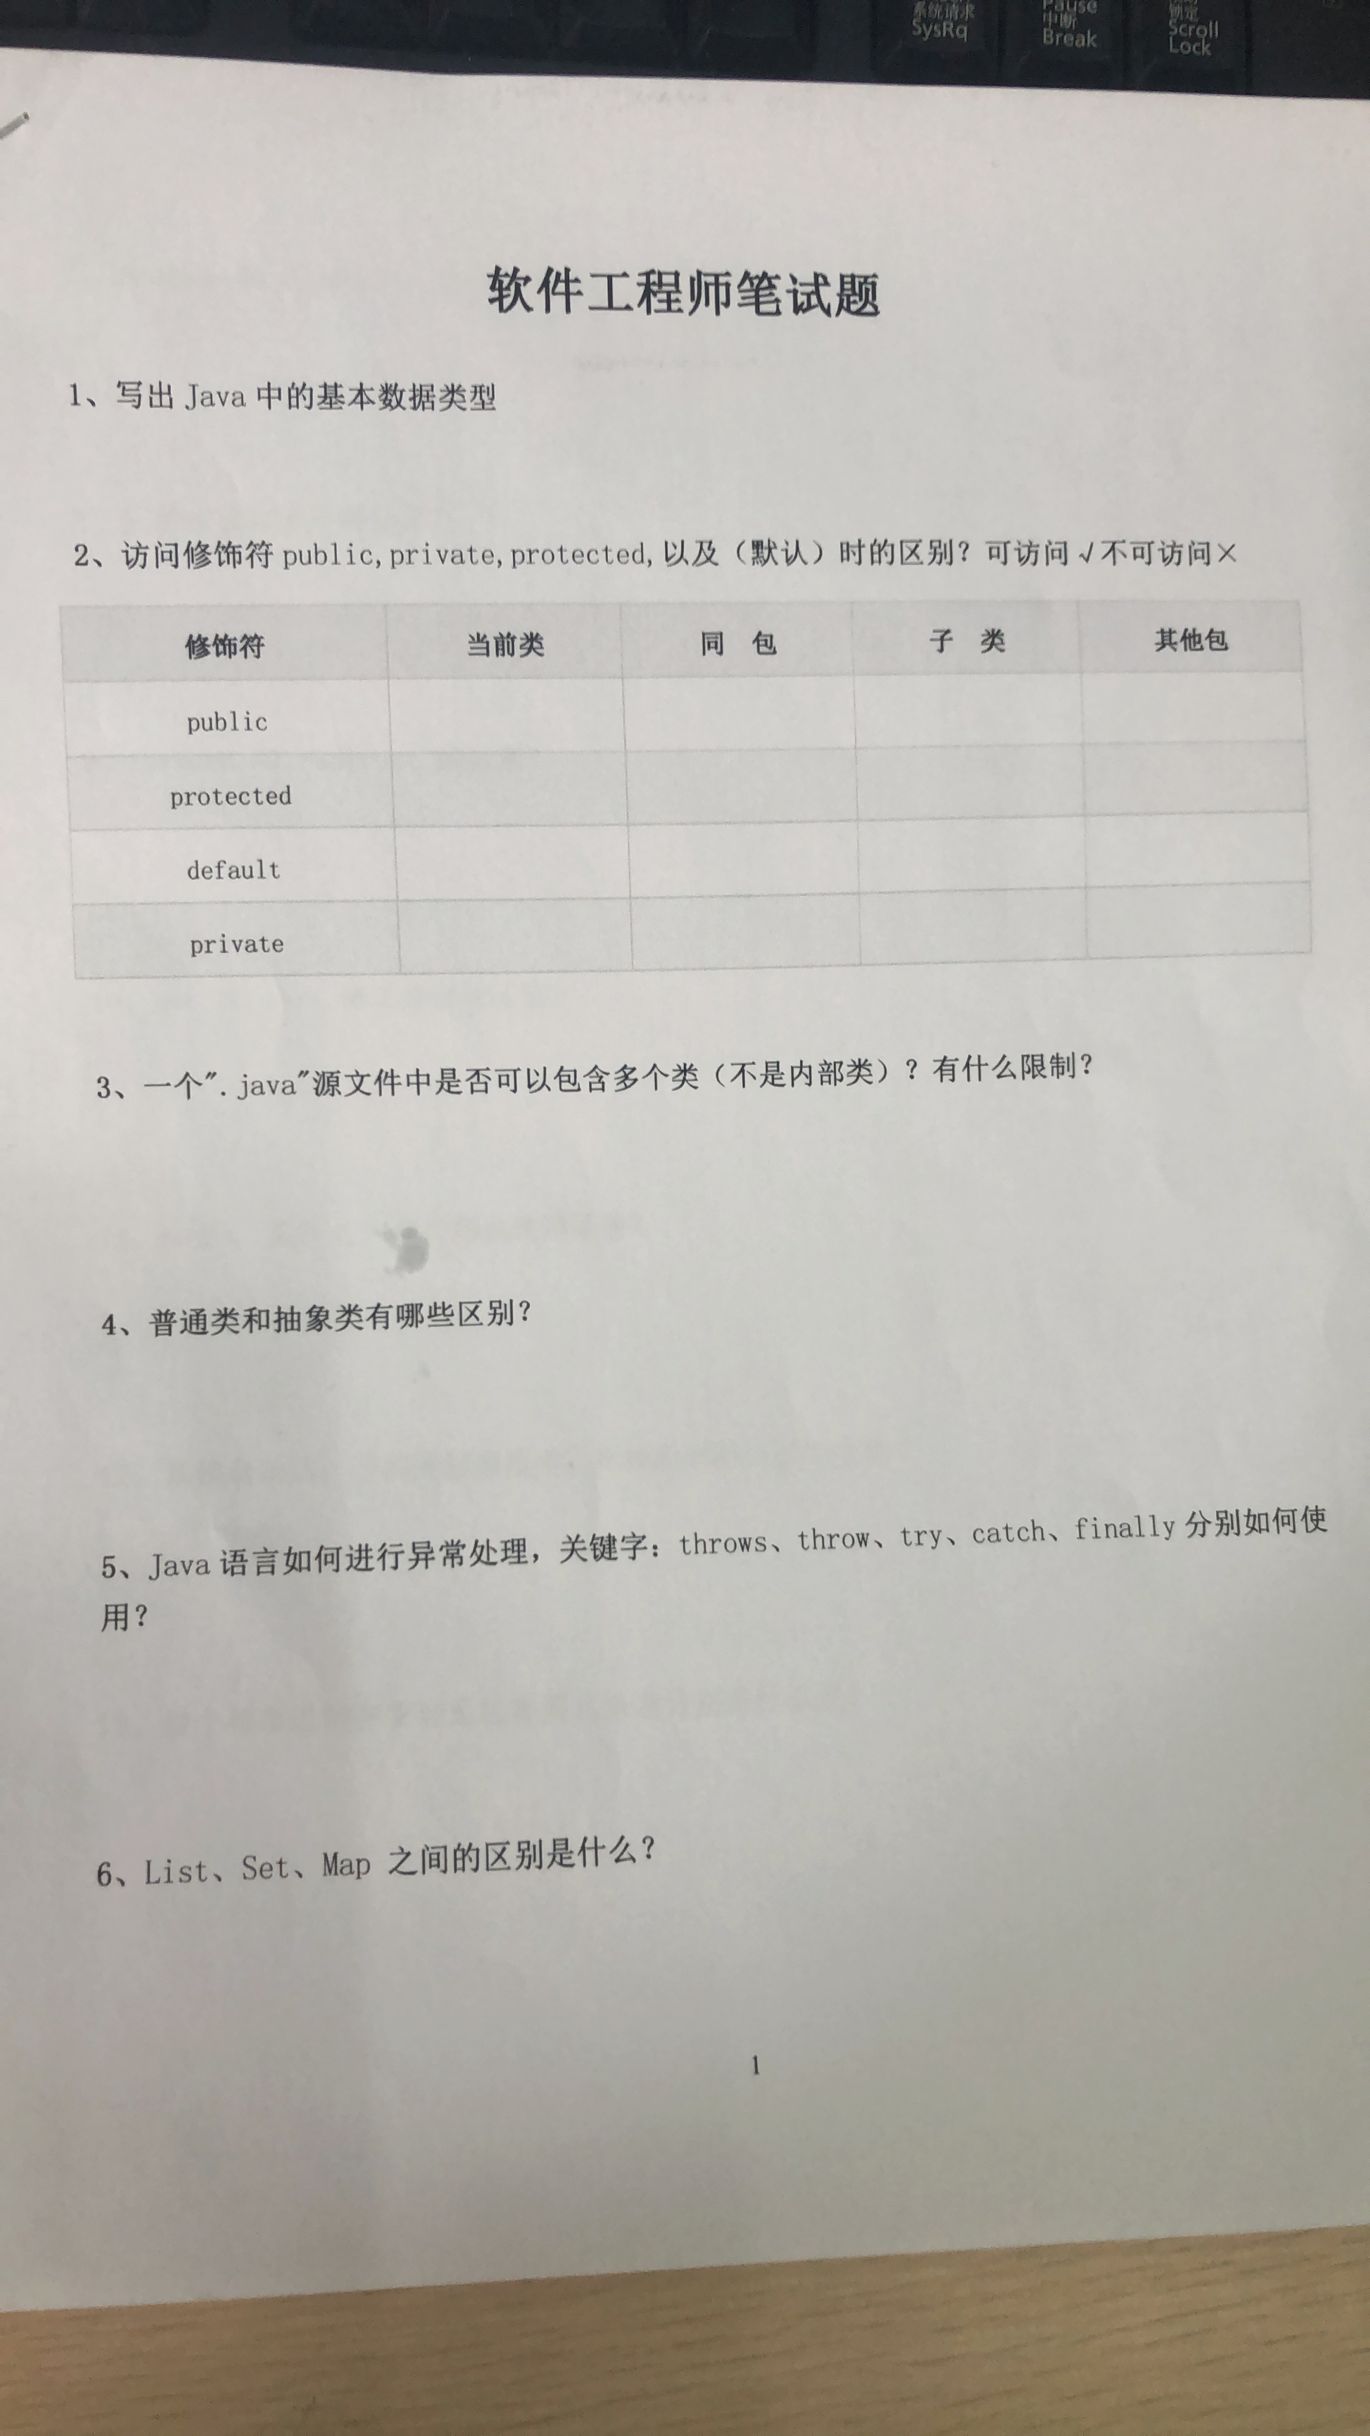 系统请求
SysRq
Pause
中断
Break
锁定
Scroll
Lock
软件工程师笔试题
1、写出 Java 中的基本数据类型
2、访问修饰符 public,private,protected,以及（默认）时的区别？可访问√不可访问×
修饰符 当前类 同 包 子 类 其他包
public
protected
default
private
3、一个".java"源文件中是否可以包含多个类（不是内部类）？有什么限制？
4、普通类和抽象类有哪些区别？
5、Java 语言如何进行异常处理，关键字：throws、throw、try、catch、finally 分别如何使
用？
6、List、Set、Map 之间的区别是什么？
1